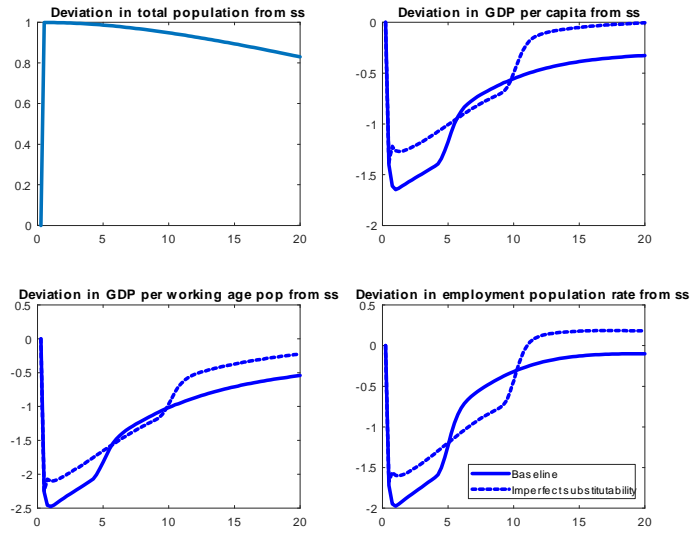 Deviation in total population from ss
1
0.8
0.6
0.4
0.2
0
0 5 10 15 20
Deviation in GDP per capita from ss
0
-0.5
-1
-1.5
-2
0 5 10 15 20
Deviation in GDP per working age pop from ss
0.5
0
-0.5
-1
-1.5
-2
-2.5
0 5 10 15 20
Deviation in employment population rate from ss
0.5
0
-0.5
-1
-1.5
-2
0 5 10 15 20
Baseline
Imperfect substitutability